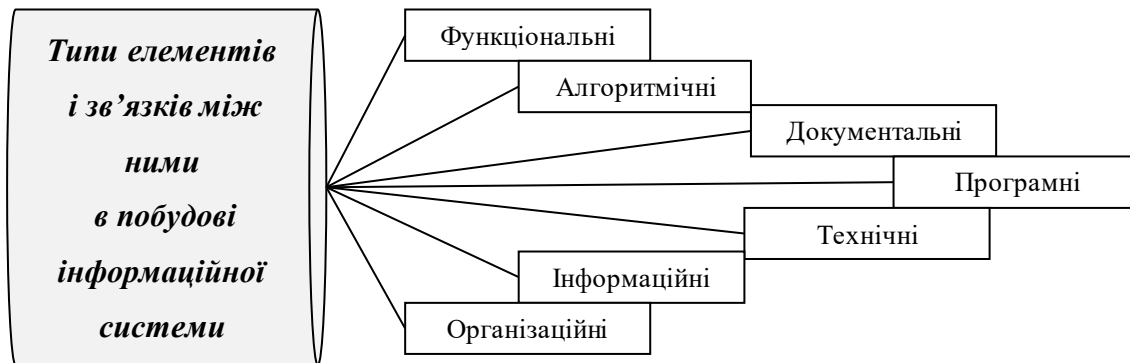 Типи елементів
і зв’язків між
ними
в побудові
інформаційної
системи
Функціональні
Алгоритмічні
Документальні
Програмні
Технічні
Інформаційні
Організаційні